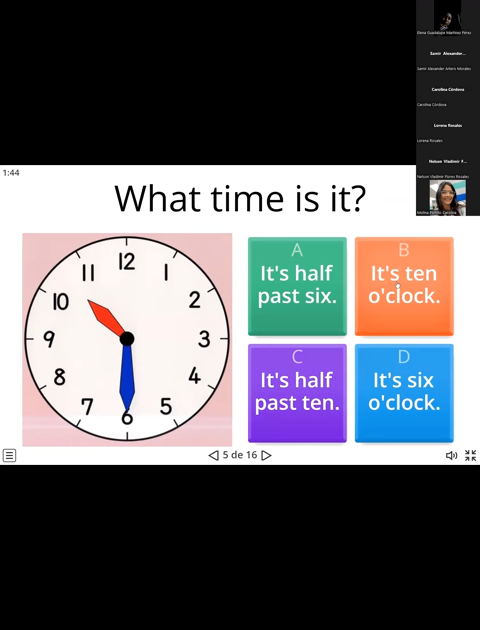 Elena Guadalupe Martínez Pérez
Samir Alexander...
Samir Alexander Artero Morales
Carolina Córdova
Carolina Córdova
Lorena Rosales
Lorena Rosales
Nelson Vladimir F...
Nelson Vladimir Flores Rosales
1:44
What time is it?
12
11
1
10
2
9
3
8
4
7
5
6
A
It's half
past six.
B
It's ten
o'clock.
C
It's half
past ten.
D
It's six
o'clock.
5 de 16